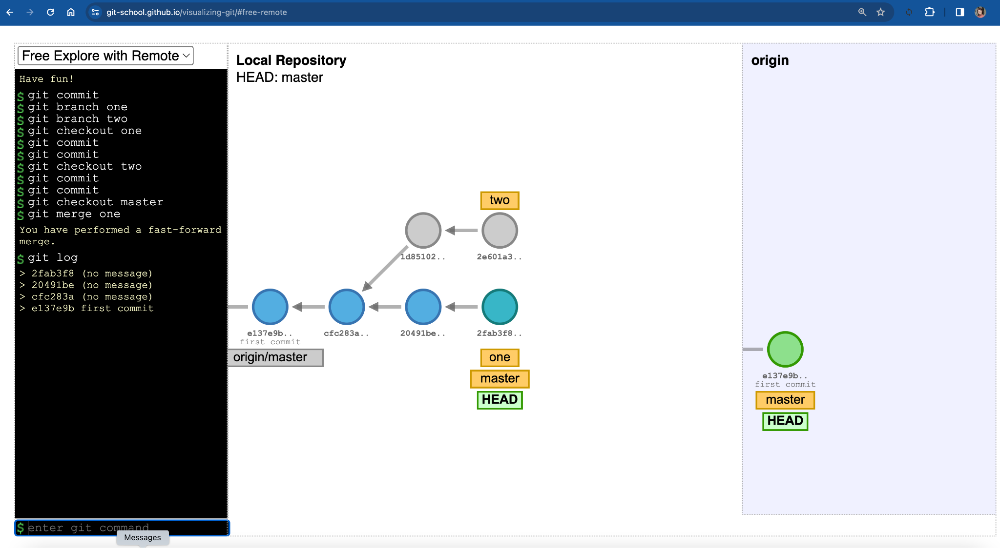 git-school.github.io/visualizing-git/#free-remote
Free Explore with Remote
Have fun!
$ git commit
$ git branch one
$ git branch two
$ git checkout one
$ git commit
$ git commit
$ git checkout two
$ git commit
$ git commit
$ git checkout master
$ git merge one
You have performed a fast-forward
merge.
$ git log
> 2fab3f8 (no message)
> 20491be (no message)
> cfc283a (no message)
> e137e9b first commit
$ enter git command
Messages
Local Repository
HEAD: master
two
1d85102..
2e601a3..
e137e9b..
first commit
origin/master
cfc283a..
20491be..
2fab3f8..
one
master
HEAD
origin
e137e9b..
first commit
master
HEAD